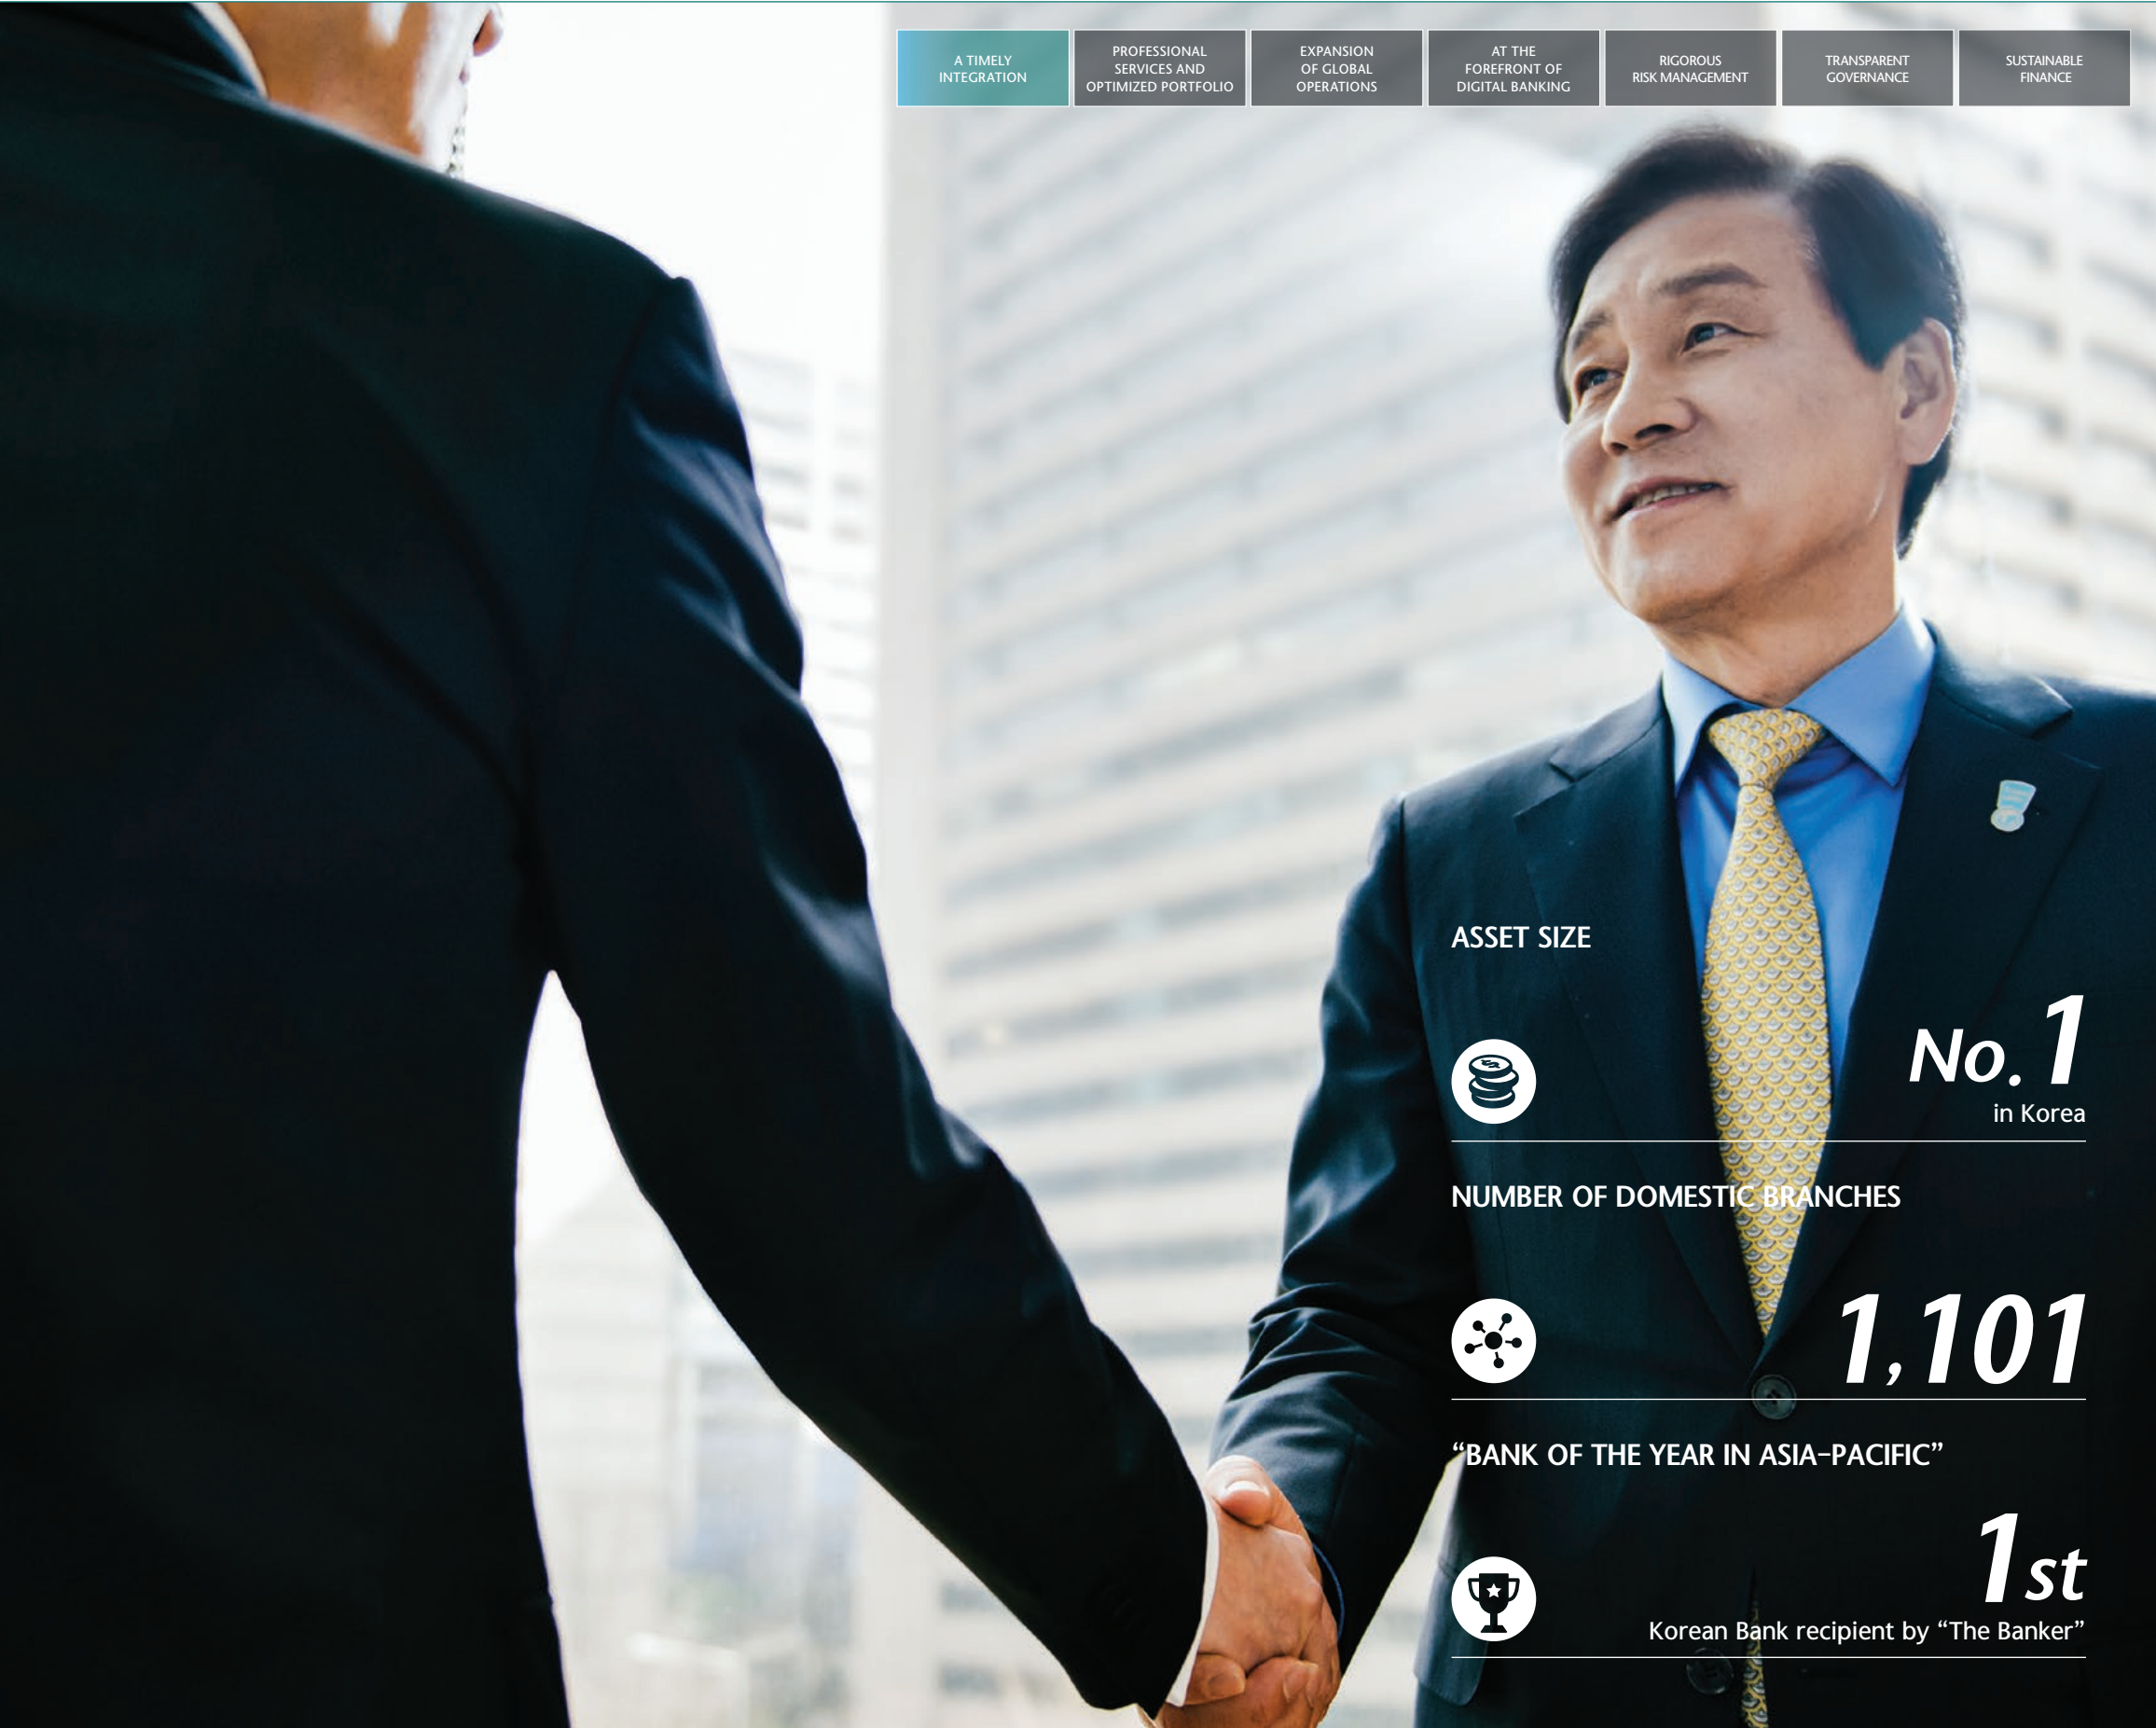 A TIMELY
INTEGRATION
PROFESSIONAL
SERVICES AND
OPTIMIZED PORTFOLIO
EXPANSION
OF GLOBAL
OPERATIONS
AT THE
FOREFRONT OF
DIGITAL BANKING
RIGOROUS
RISK MANAGEMENT
TRANSPARENT
GOVERNANCE
SUSTAINABLE
FINANCE
ASSET SIZE
No. 1
in Korea
NUMBER OF DOMESTIC BRANCHES
1,101
“BANK OF THE YEAR IN ASIA-PACIFIC”
1st
Korean Bank recipient by “The Banker”